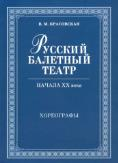 В. М. КРАСОВСКАЯ
РУССКИЙ
БАЛЕТНЫЙ
ТЕАТР
НАЧАЛА XX века
ХОРЕОГРАФЫ